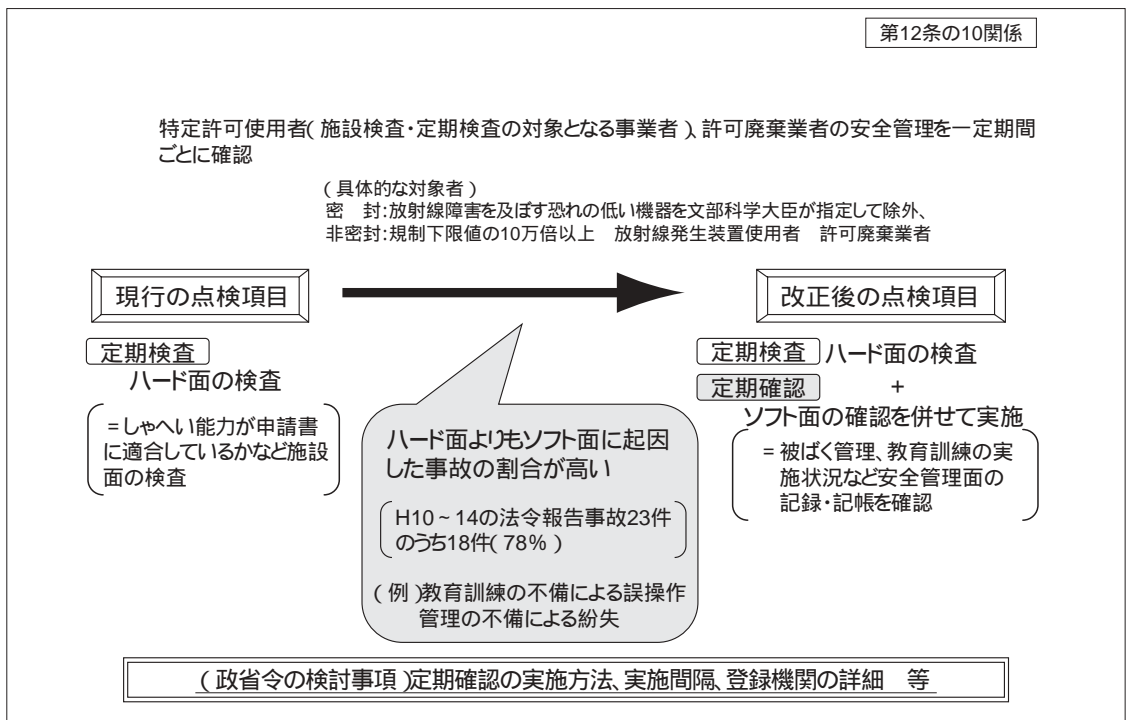 第12条の10関係
特定許可使用者(施設検査・定期検査の対象となる事業者)、許可廃棄業者の安全管理を一定期間
ごとに確認
(具体的な対象者)
密 封:放射線障害を及ぼす恐れの低い機器を文部科学大臣が指定して除外、
非密封:規制下限値の10万倍以上 放射線発生装置使用者 許可廃棄業者
現行の点検項目
定期検査
ハード面の検査
=しゃへい能力が申請書
に適合しているかなど施設
面の検査
ハード面よりもソフト面に起因
した事故の割合が高い
H10~14の法令報告事故23件
のうち18件(78%)
(例)教育訓練の不備による誤操作
管理の不備による紛失
改正後の点検項目
定期検査 ハード面の検査
定期確認 +
ソフト面の確認を併せて実施
=被ばく管理、教育訓練の実
施状況など安全管理面の
記録・記帳を確認
(政省令の検討事項)定期確認の実施方法、実施間隔、登録機関の詳細 等